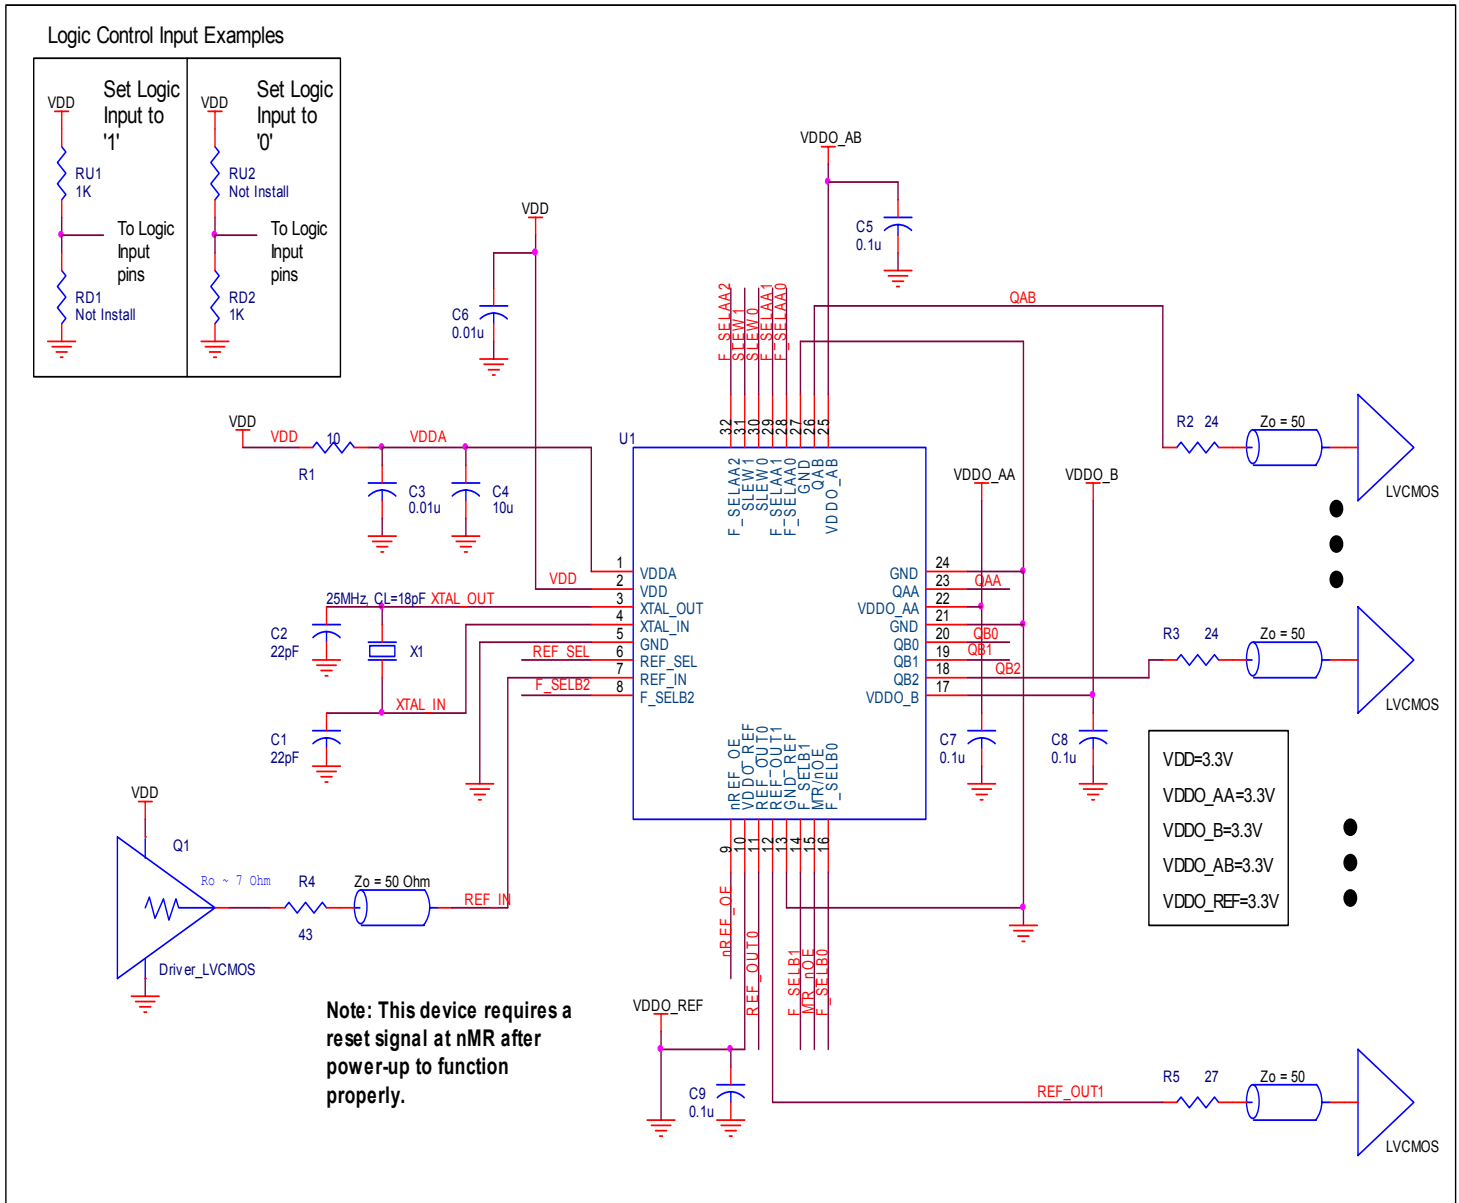 Logic Control Input Examples
Set Logic
Input to
'1'
VDD
RU1
1K
To Logic
Input
pins
RD1
Not Install
Set Logic
Input to
'0'
VDD
RU2
Not Install
To Logic
Input
pins
RD2
1K
VDDO_AB
C5
0.1u
VDD
C6
0.01u
F_SELAA2
SLEW1
SLEW0
F_SELAA1
F_SELAA0
QAB
R2 24
Zo = 50
LVCMOS
VDD
VDD
10
R1
VDDA
C3
0.01u
C4
10u
U1
32
31
30
29
28
27
26
25
F_SELAA2
SLEW1
SLEW0
F_SELAA1
F_SELAA0
GND
QAB
VDDO_AB
VDDO_AA
VDDO_B
1 VDDA
VDD 2 VDD
25MHz, CL=18pF XTAL_OUT 3 XTAL_OUT
4 XTAL_IN
5 GND
REF_SEL 6 REF_SEL
7 REF_IN
F_SELB2 8 F_SELB2
C2
22pF
X1
XTAL_IN
C1
22pF
GND 24
QAA 23 QAA
VDDO_AA 22
GND 21
QB0 20 QB0
QB1 19 QB1
QB2 18 QB2
VDDO_B 17
R3 24
Zo = 50
LVCMOS
C7
0.1u
C8
0.1u
nREF_OE
VDDO_REF
REF_OUT0
REF_OUT1
GND_REF
F_SELB1
MR/nOE
F_SELB0
9
10
11
12
13
14
15
16
VDD=3.3V
VDDO_AA=3.3V
VDDO_B=3.3V
VDDO_AB=3.3V
VDDO_REF=3.3V
VDD
Q1
Ro ~ 7 Ohm
R4
43
Zo = 50 Ohm
REF_IN
Driver_LVCMOS
nREF_OE
REF_OUT0
F_SELB1
MR_nOE
F_SELB0
Note: This device requires a
reset signal at nMR after
power-up to function
properly.
VDDO_REF
C9
0.1u
REF_OUT1
R5 27
Zo = 50
LVCMOS